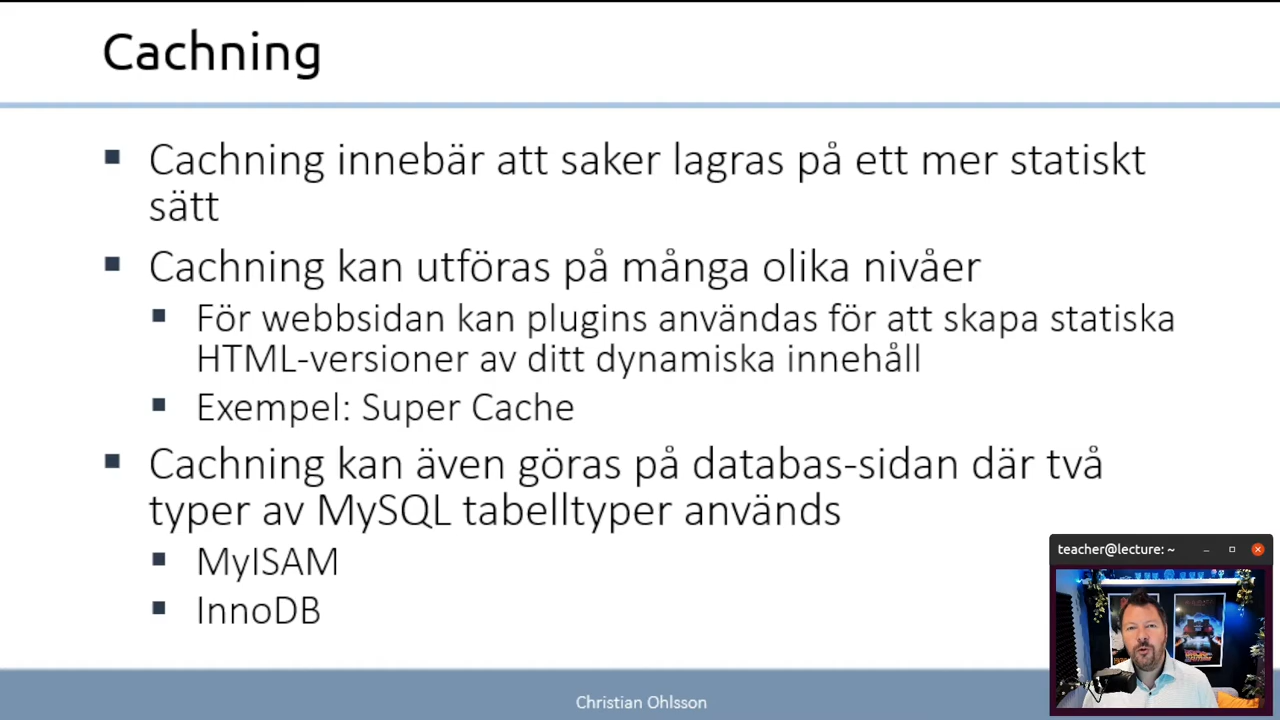 Cachning
Cachning innebär att saker lagras på ett mer statiskt
sätt
Cachning kan utföras på många olika nivåer
För webbsidan kan plugins användas för att skapa statiska
HTML-versioner av ditt dynamiska innehåll
Exempel: Super Cache
Cachning kan även göras på databas-sidan där två
typer av MySQL tabelltyper används
MyISAM
InnoDB
teacher@lecture: ~
Christian Ohlsson